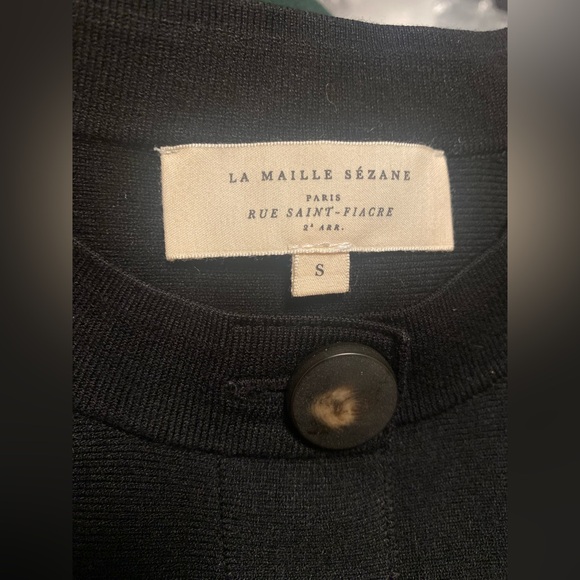 LA MAILLE SÉZANE
PARIS
RUE SAINT-FIACRE
2ᵉ ARR.
S